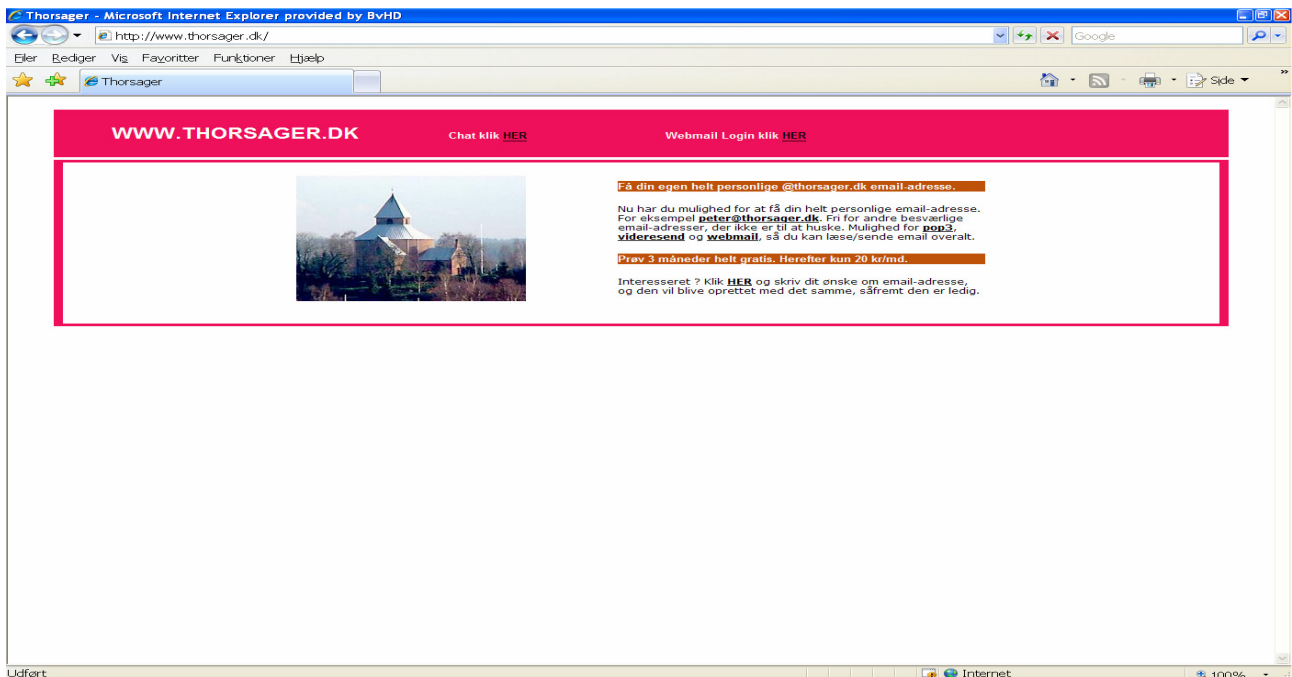 Thorsager - Microsoft Internet Explorer provided by BvHD
http://www.thorsager.dk/
Google
Filer Rediger Vis Favoritter Funktioner Hjælp
Thorsager
Side
WWW.THORSAGER.DK
Chat klik HER
Webmail Login klik HER
Få din egen helt personlige @thorsager.dk email-adresse.
Nu har du mulighed for at få din helt personlige email-adresse.
For eksempel peter@thorsager.dk. Fri for andre besværlige
email-adresser, der ikke er til at huske. Mulighed for pop3,
videresend og webmail, så du kan læse/sende email overalt.
Prøv 3 måneder helt gratis. Herefter kun 20 kr/md.
Interesseret ? Klik HER og skriv dit ønske om email-adresse,
og den vil blive oprettet med det samme, såfremt den er ledig.
Udført
Internet
100%